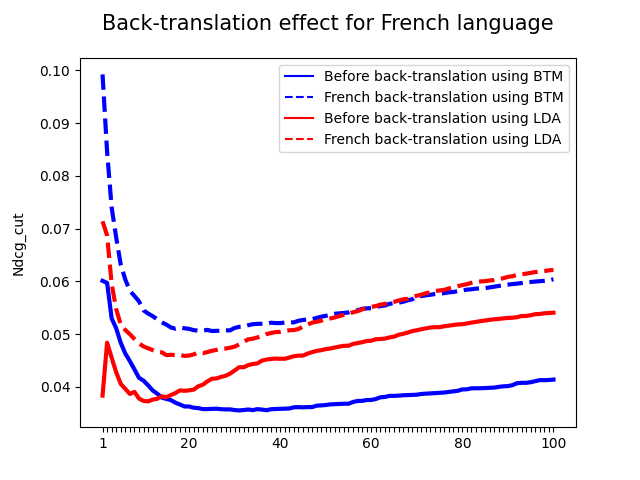 Back-translation effect for French language
Before back-translation using BTM
French back-translation using BTM
Before back-translation using LDA
French back-translation using LDA
Ndcg_cut
0.10
0.09
0.08
0.07
0.06
0.05
0.04
1 20 40 60 80 100